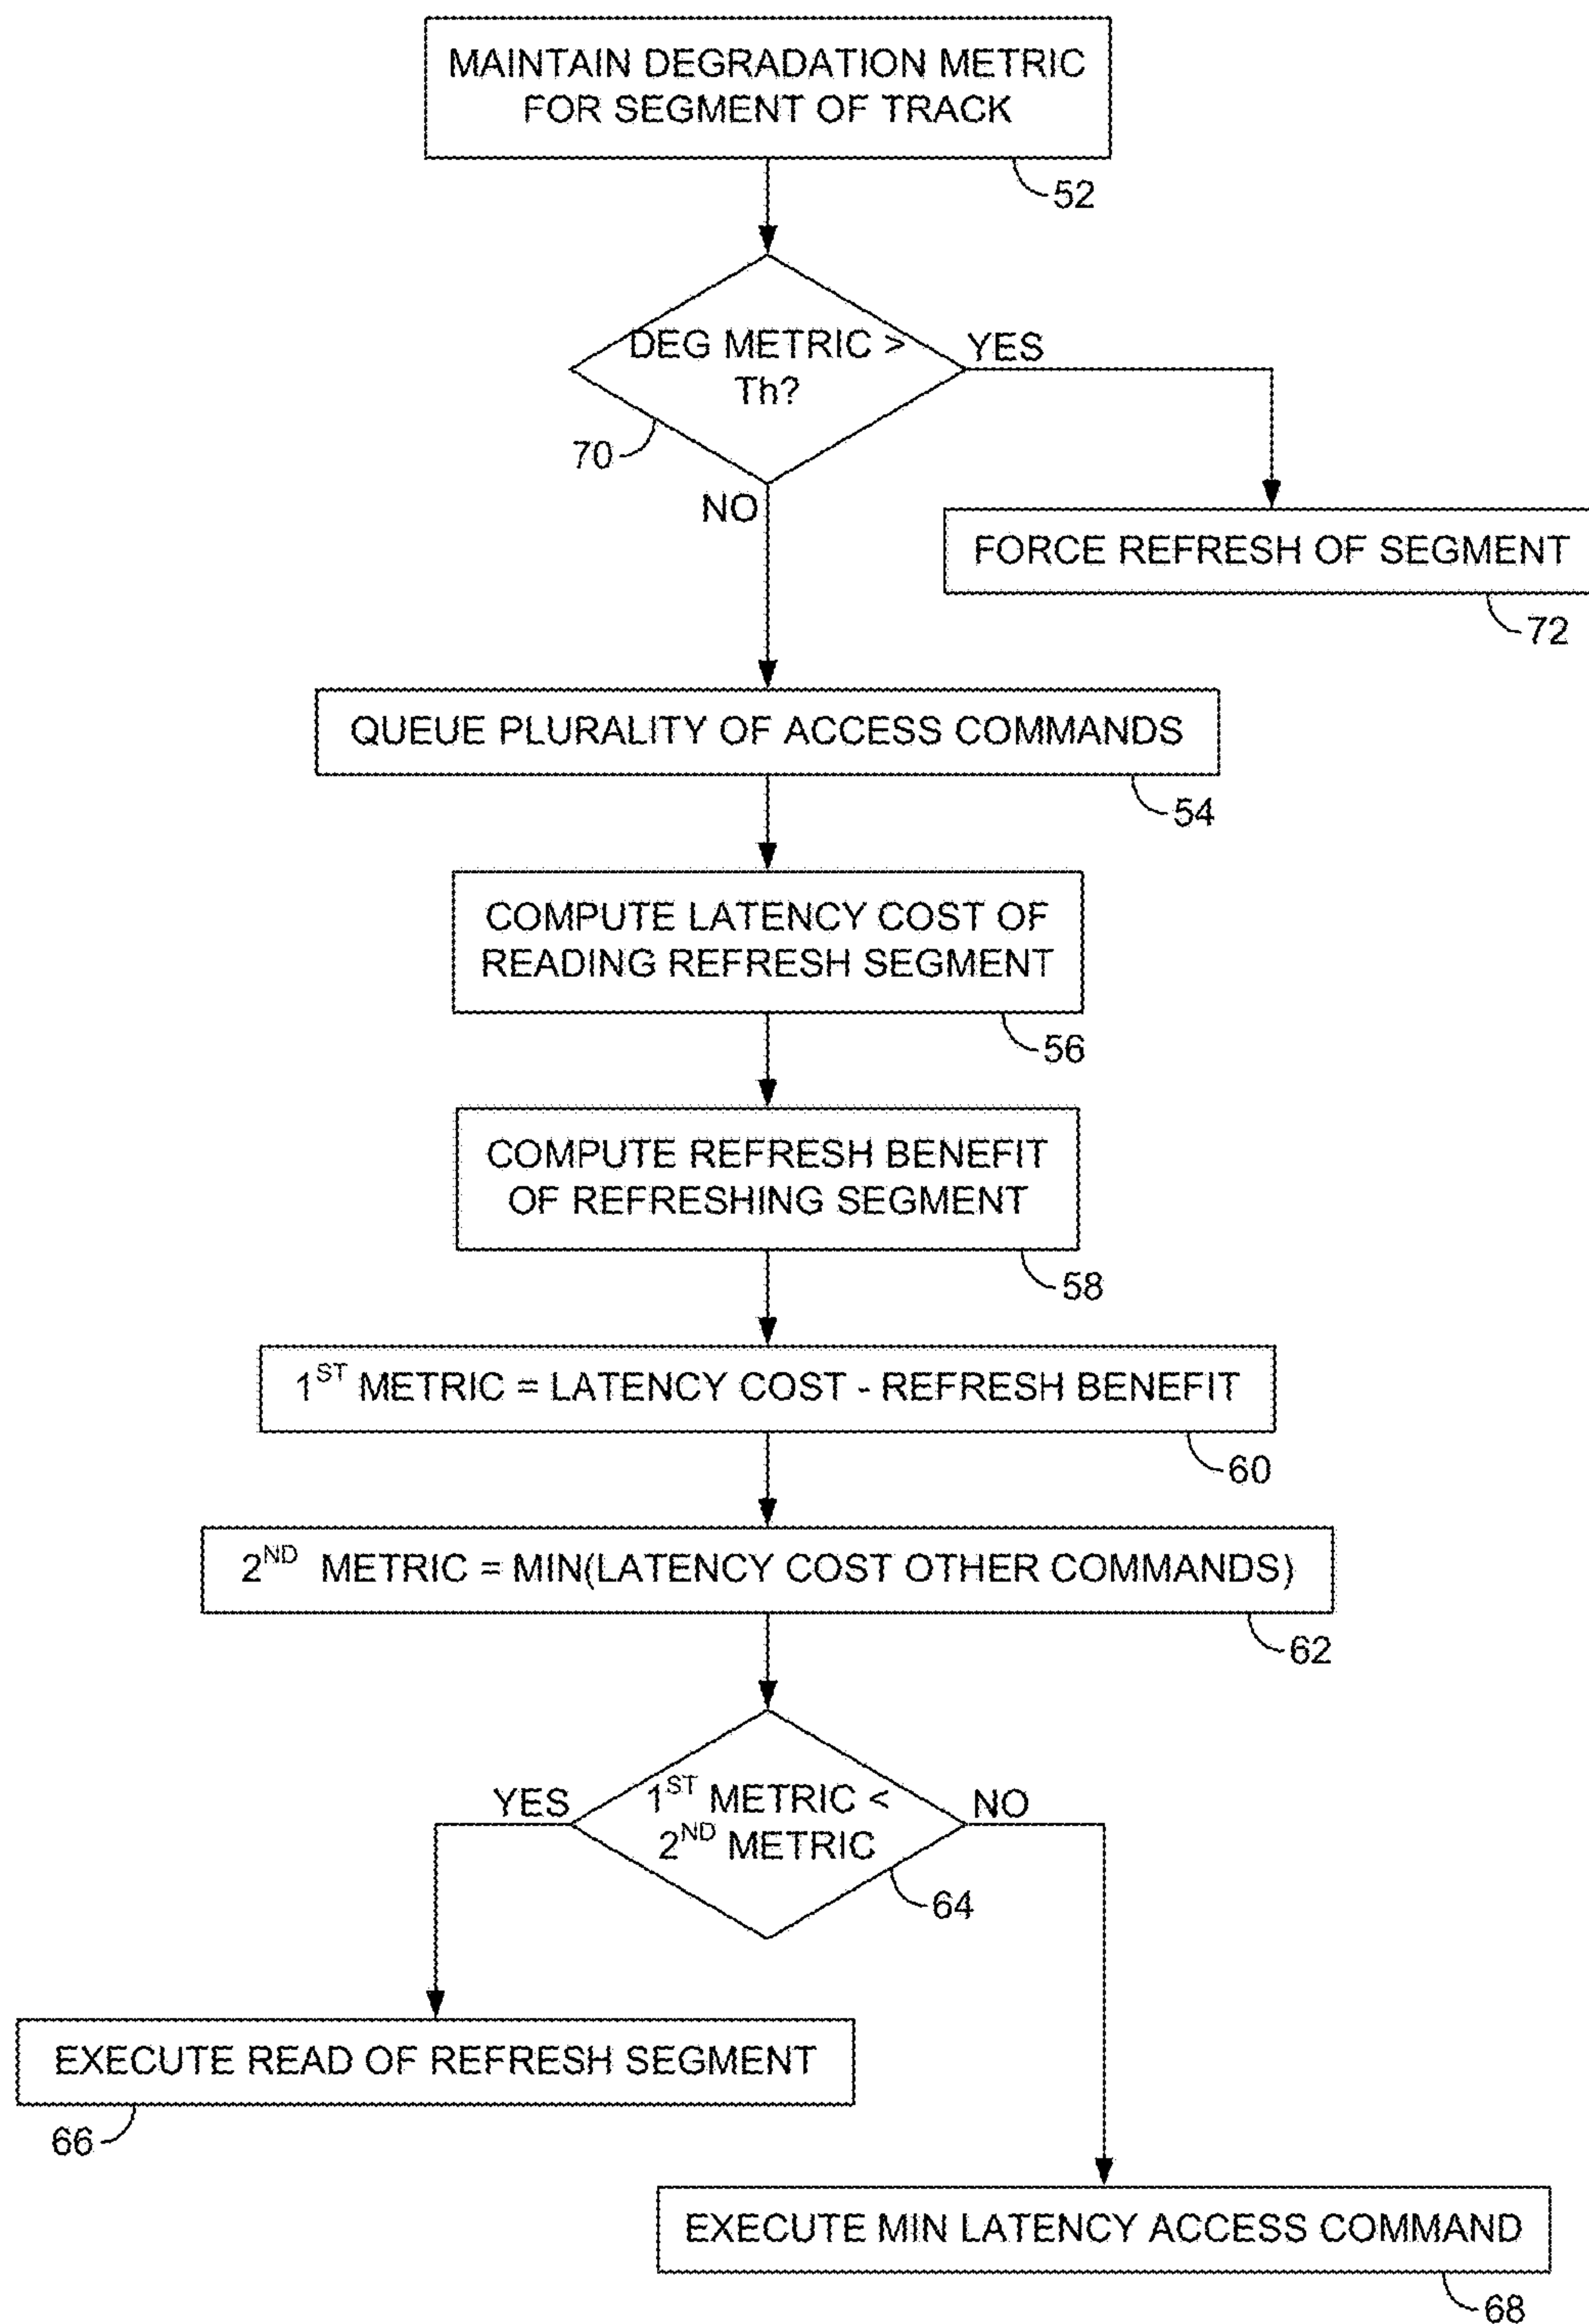 MAINTAIN DEGRADATION METRIC
FOR SEGMENT OF TRACK
52
DEG METRIC >
Th?
YES
70
NO
FORCE REFRESH OF SEGMENT
72
QUEUE PLURALITY OF ACCESS COMMANDS
54
COMPUTE LATENCY COST OF
READING REFRESH SEGMENT
56
COMPUTE REFRESH BENEFIT
OF REFRESHING SEGMENT
58
1ST METRIC = LATENCY COST - REFRESH BENEFIT
60
2ND METRIC = MIN(LATENCY COST OTHER COMMANDS)
62
YES
1ST METRIC <
2ND METRIC
NO
64
EXECUTE READ OF REFRESH SEGMENT
66
EXECUTE MIN LATENCY ACCESS COMMAND
68